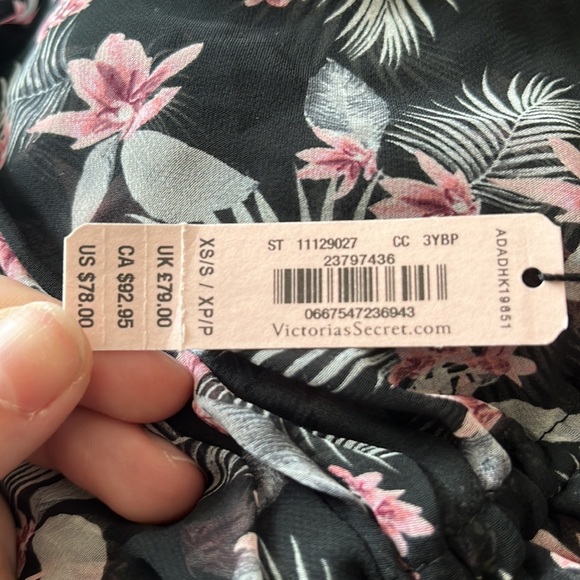 US $78.00
CA $92.95
UK £79.00
XS/S / XP/P
ST 11129027 CC 3YBP
23797436
0667547236943
VictoriasSecret.com
ADADHK19651